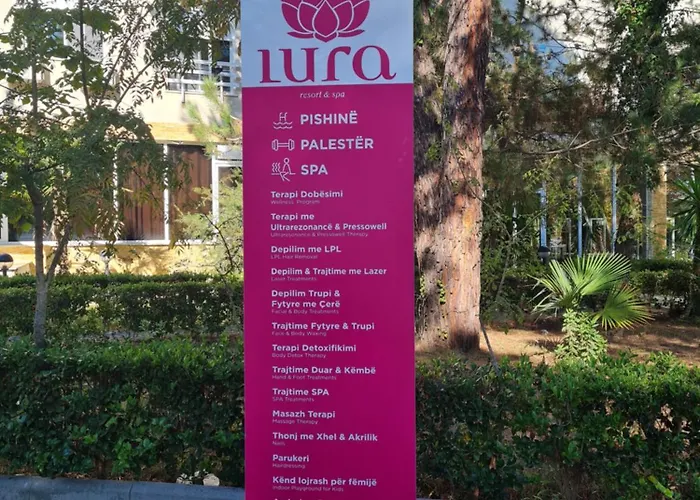 lura
resort & spa
PISHINË
PALESTËR
SPA
Terapi Dobësimi
Wellness Program
Terapi me
Ultrarezonancë & Pressowell
Ultraresonance & Pressowell Therapy
Depilim me LPL
LPL Hair Removal
Depilim & Trajtime me Lazer
Laser Treatments
Depilim Trupi &
Fytyre me Çerë
Facial & Body Treatments
Trajtime Fytyre & Trupi
Face & Body Waxing
Terapi Detoxifikimi
Body Detox Therapy
Trajtime Duar & Këmbë
Hand & Foot Treatments
Trajtime SPA
SPA Treatments
Masazh Terapi
Massage Therapy
Thonj me Xhel & Akrilik
Nails
Parukeri
Hairdressing
Kënd lojrash për fëmijë
Indoor Playground for Kids